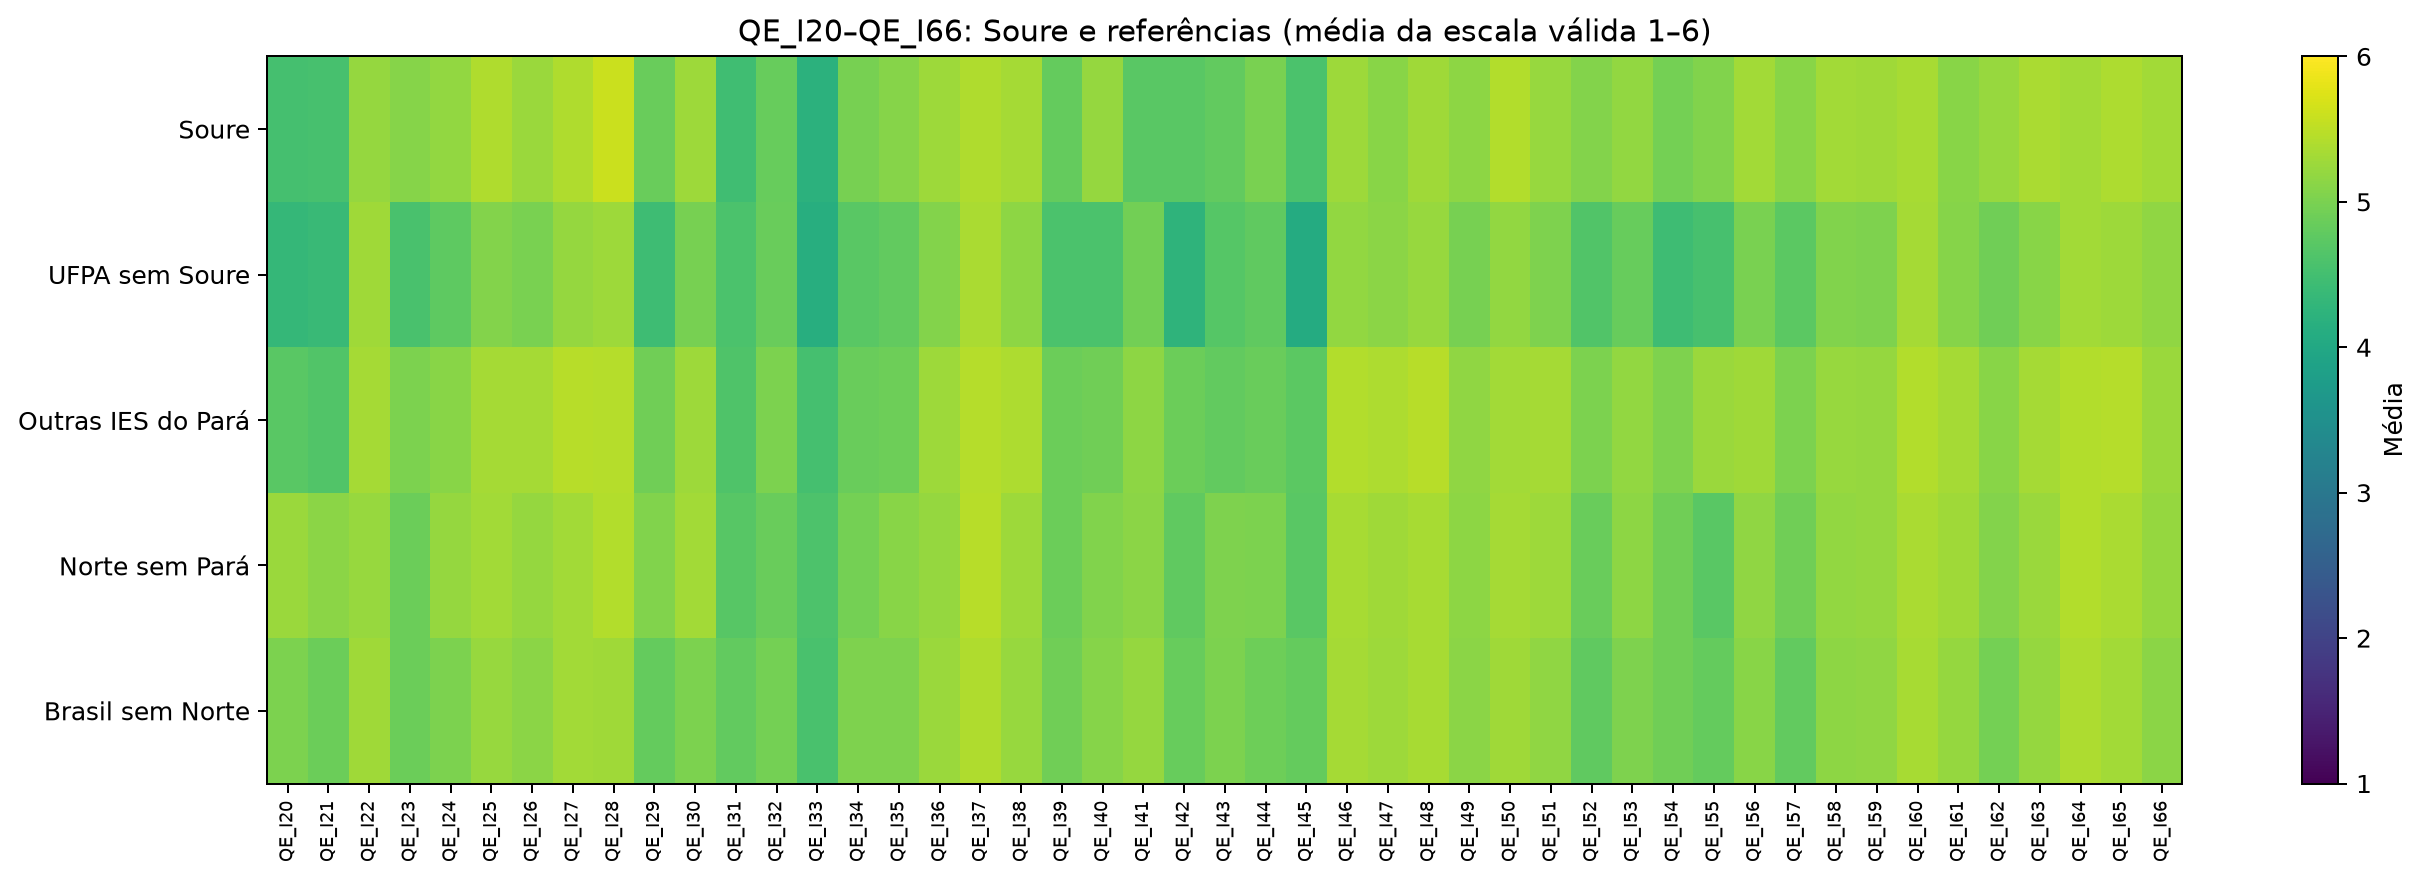 QE_I20–QE_I66: Soure e referências (média da escala válida 1–6)
Soure
UFPA sem Soure
Outras IES do Pará
Norte sem Pará
Brasil sem Norte
QE_I20 QE_I21 QE_I22 QE_I23 QE_I24 QE_I25 QE_I26 QE_I27 QE_I28 QE_I29 QE_I30 QE_I31 QE_I32 QE_I33 QE_I34 QE_I35 QE_I36 QE_I37 QE_I38 QE_I39 QE_I40 QE_I41 QE_I42 QE_I43 QE_I44 QE_I45 QE_I46 QE_I47 QE_I48 QE_I49 QE_I50 QE_I51 QE_I52 QE_I53 QE_I54 QE_I55 QE_I56 QE_I57 QE_I58 QE_I59 QE_I60 QE_I61 QE_I62 QE_I63 QE_I64 QE_I65 QE_I66
6
5
4
3
2
1
Média